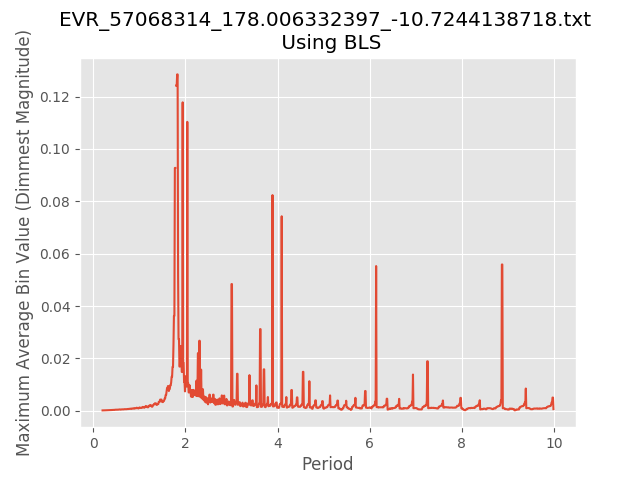 EVR_57068314_178.006332397_-10.7244138718.txt
Using BLS
Maximum Average Bin Value (Dimmest Magnitude)
0.12
0.10
0.08
0.06
0.04
0.02
0.00
0 2 4 6 8 10
Period